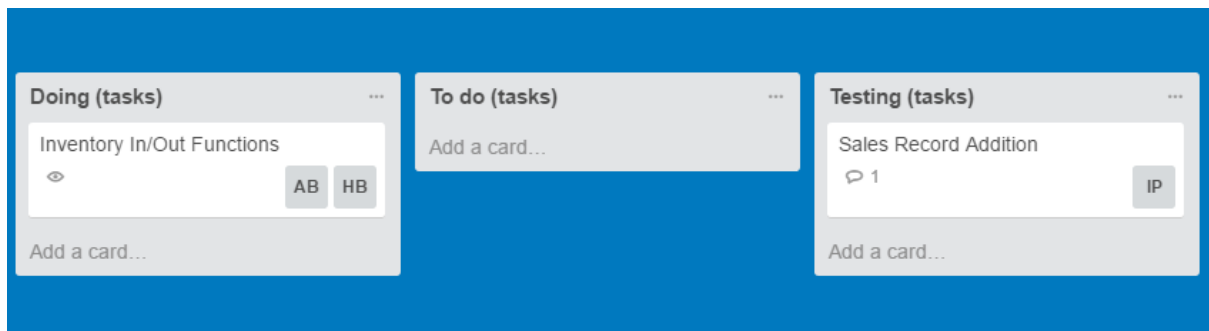 Doing (tasks)
Inventory In/Out Functions
AB HB
Add a card...
To do (tasks)
Add a card...
Testing (tasks)
Sales Record Addition
1
IP
Add a card...